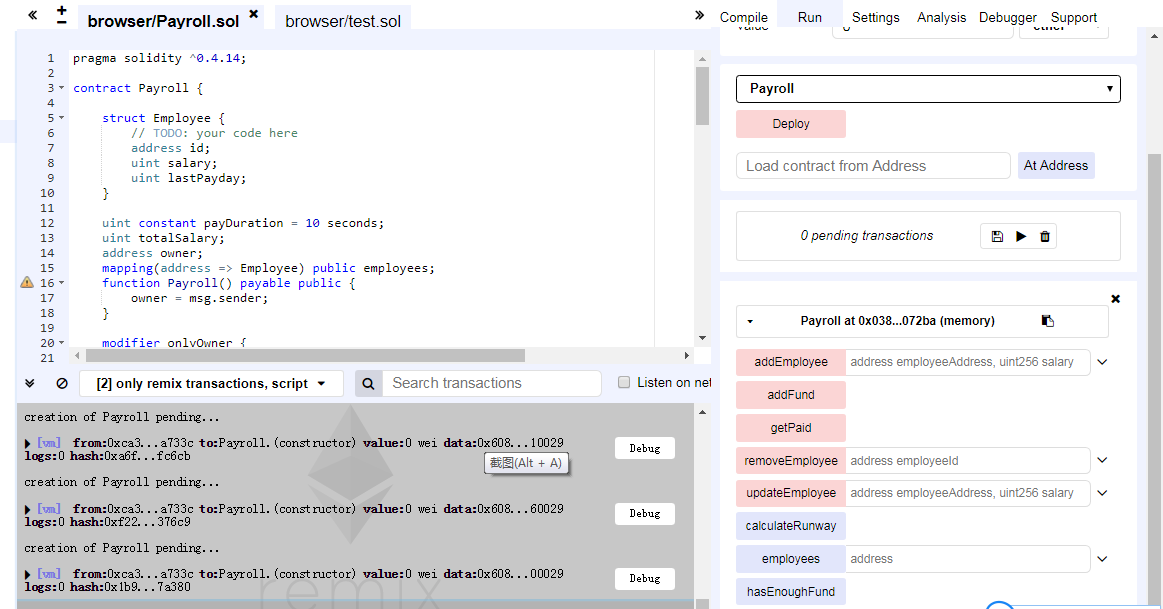 « + − browser/Payroll.sol × browser/test.sol »
1 pragma solidity ^0.4.14;
2
3 contract Payroll {
4
5 struct Employee {
6 // TODO: your code here
7 address id;
8 uint salary;
9 uint lastPayday;
10 }
11
12 uint constant payDuration = 10 seconds;
13 uint totalSalary;
14 address owner;
15 mapping(address => Employee) public employees;
16 function Payroll() payable public {
17 owner = msg.sender;
18 }
19
20 modifier onlyOwner {
21
[2] only remix transactions, script
Search transactions
Listen on net
creation of Payroll pending...
[vm] from:0xca3...a733c to:Payroll.(constructor) value:0 wei data:0x608...10029
logs:0 hash:0xa6f...fc6cb
Debug
截图(Alt + A)
creation of Payroll pending...
[vm] from:0xca3...a733c to:Payroll.(constructor) value:0 wei data:0x608...60029
logs:0 hash:0xf22...376c9
Debug
creation of Payroll pending...
[vm] from:0xca3...a733c to:Payroll.(constructor) value:0 wei data:0x608...00029
logs:0 hash:0x1b9...7a380
Debug
remix
Compile Run Settings Analysis Debugger Support
value 0 ether
Payroll
Deploy
Load contract from Address At Address
0 pending transactions
Payroll at 0x038...072ba (memory)
addEmployee address employeeAddress, uint256 salary
addFund
getPaid
removeEmployee address employeeId
updateEmployee address employeeAddress, uint256 salary
calculateRunway
employees address
hasEnoughFund